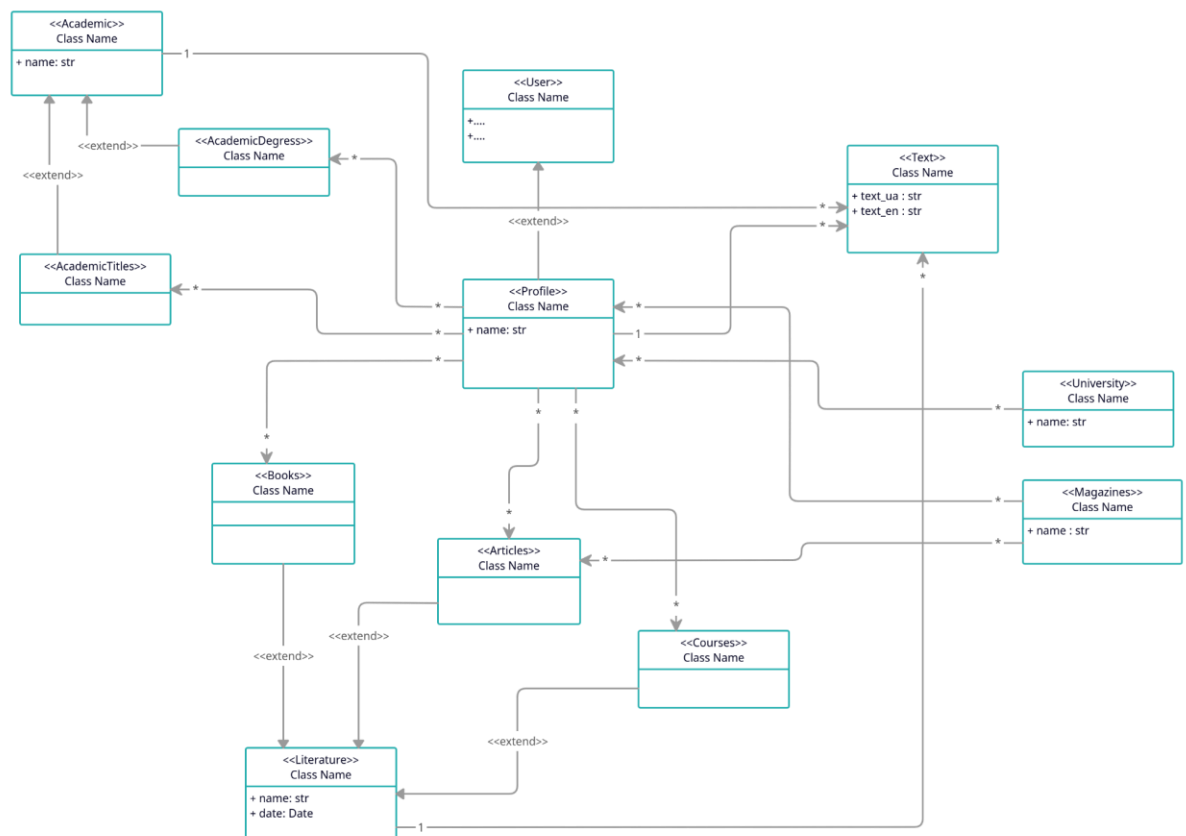 <<Academic>>
Class Name
+ name: str
1
<<User>>
Class Name
+....
+....
<<extend>>
<<AcademicDegress>>
Class Name
*
<<Text>>
Class Name
+ text_ua : str
+ text_en : str
*
*
*
<<extend>>
<<extend>>
<<AcademicTitles>>
Class Name
*
<<Profile>>
Class Name
+ name: str
*
*
*
*
1
*
*
*
<<University>>
Class Name
+ name: str
*
*
<<Books>>
Class Name
*
<<Magazines>>
Class Name
+ name : str
*
*
*
<<Articles>>
Class Name
*
*
<<Courses>>
Class Name
<<extend>>
<<extend>>
<<extend>>
<<Literature>>
Class Name
+ name: str
+ date: Date
1